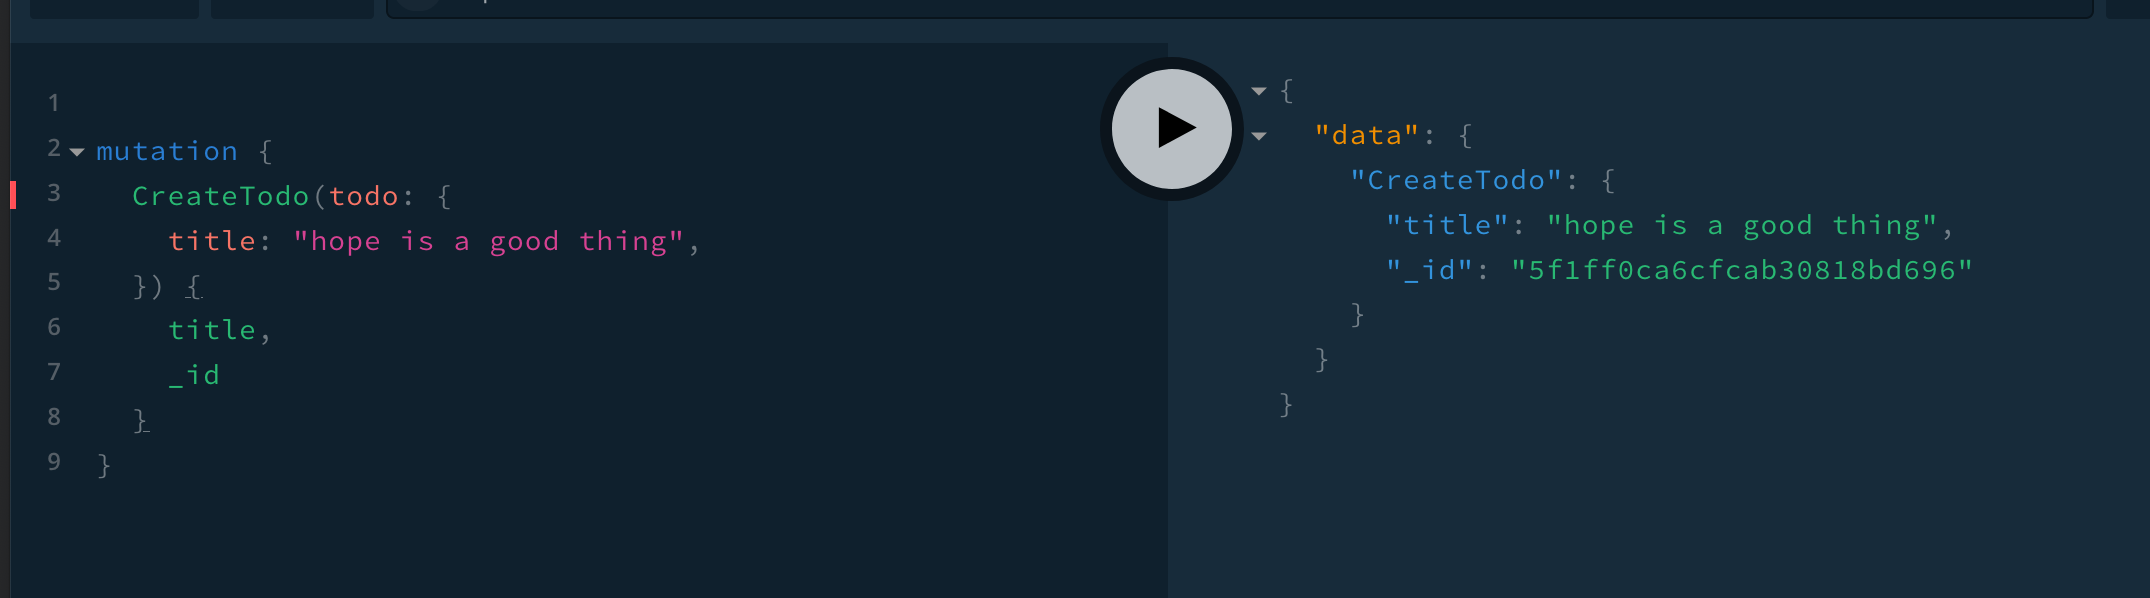 1
2 mutation {
3 CreateTodo(todo: {
4 title: "hope is a good thing",
5 }) {
6 title,
7 _id
8 }
9 }
{
"data": {
"CreateTodo": {
"title": "hope is a good thing",
"_id": "5f1ff0ca6cfcab30818bd696"
}
}
}